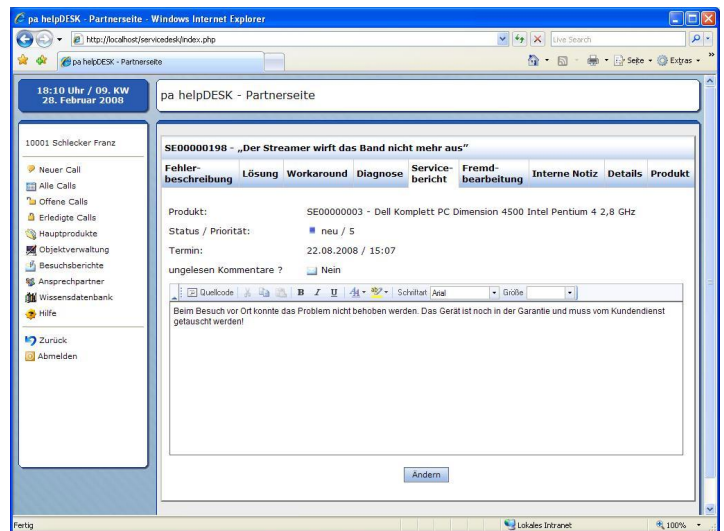 pa helpDESK - Partnerseite - Windows Internet Explorer
http://localhost/servicedesk/index.php
Live Search
pa helpDESK - Partnerseite
Seite
Extras
18:10 Uhr / 09. KW
28. Februar 2008
pa helpDESK - Partnerseite
10001 Schlecker Franz
Neuer Call
Alle Calls
Offene Calls
Erledigte Calls
Hauptprodukte
Objektverwaltung
Besuchsberichte
Ansprechpartner
Wissensdatenbank
Hilfe
Zurück
Abmelden
SE00000198 - „Der Streamer wirft das Band nicht mehr aus”
Fehler-
beschreibung
Lösung
Workaround
Diagnose
Service-
bericht
Fremd-
bearbeitung
Interne Notiz
Details
Produkt
Produkt: SE00000003 - Dell Komplett PC Dimension 4500 Intel Pentium 4 2,8 GHz
Status / Priorität: neu / 5
Termin: 22.08.2008 / 15:07
ungelesen Kommentare ? Nein
Quellcode B I U Schriftart Arial Größe
Beim Besuch vor Ort konnte das Problem nicht behoben werden. Das Gerät ist noch in der Garantie und muss vom Kundendienst
getauscht werden!
Ändern
Fertig
Lokales Intranet
100%